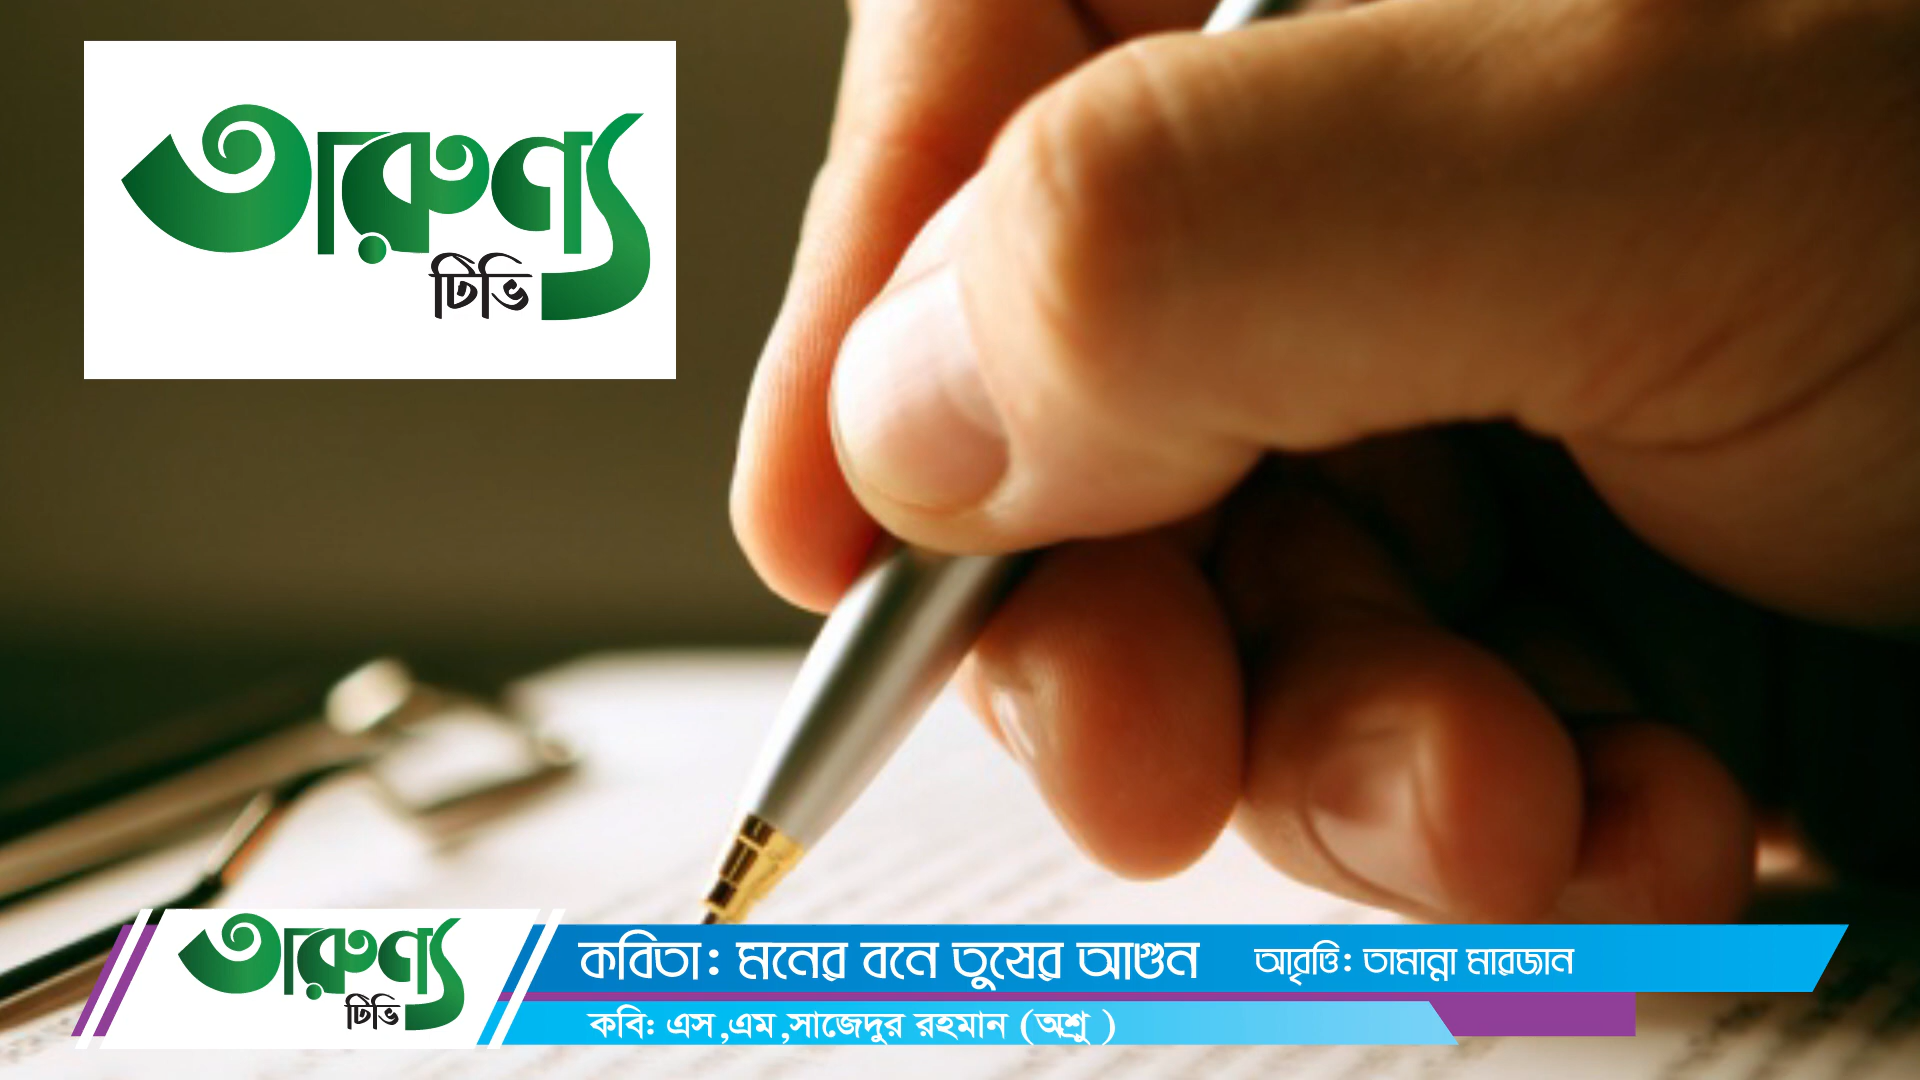 তারুণ্য
টিভি
তারুণ্য
টিভি
কবিতা: মনের বনে তুষের আগুন আবৃত্তি: তামান্না মারজান
কবি: এস,এম,সাজেদুর রহমান (অশ্রু )